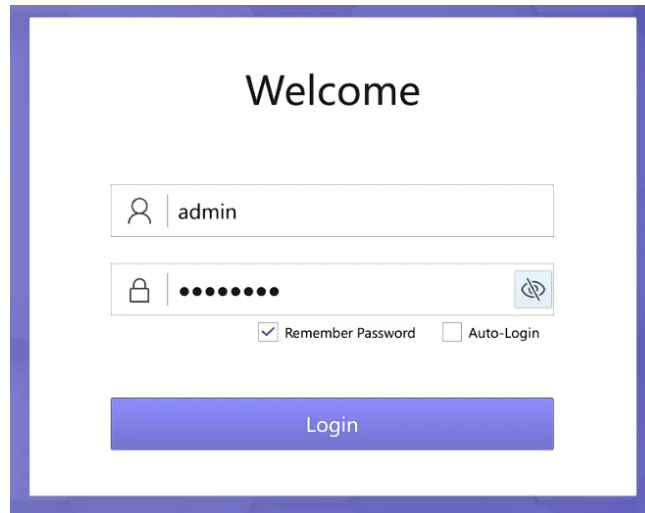 Welcome
admin
●●●●●●●●
Remember Password Auto-Login
Login